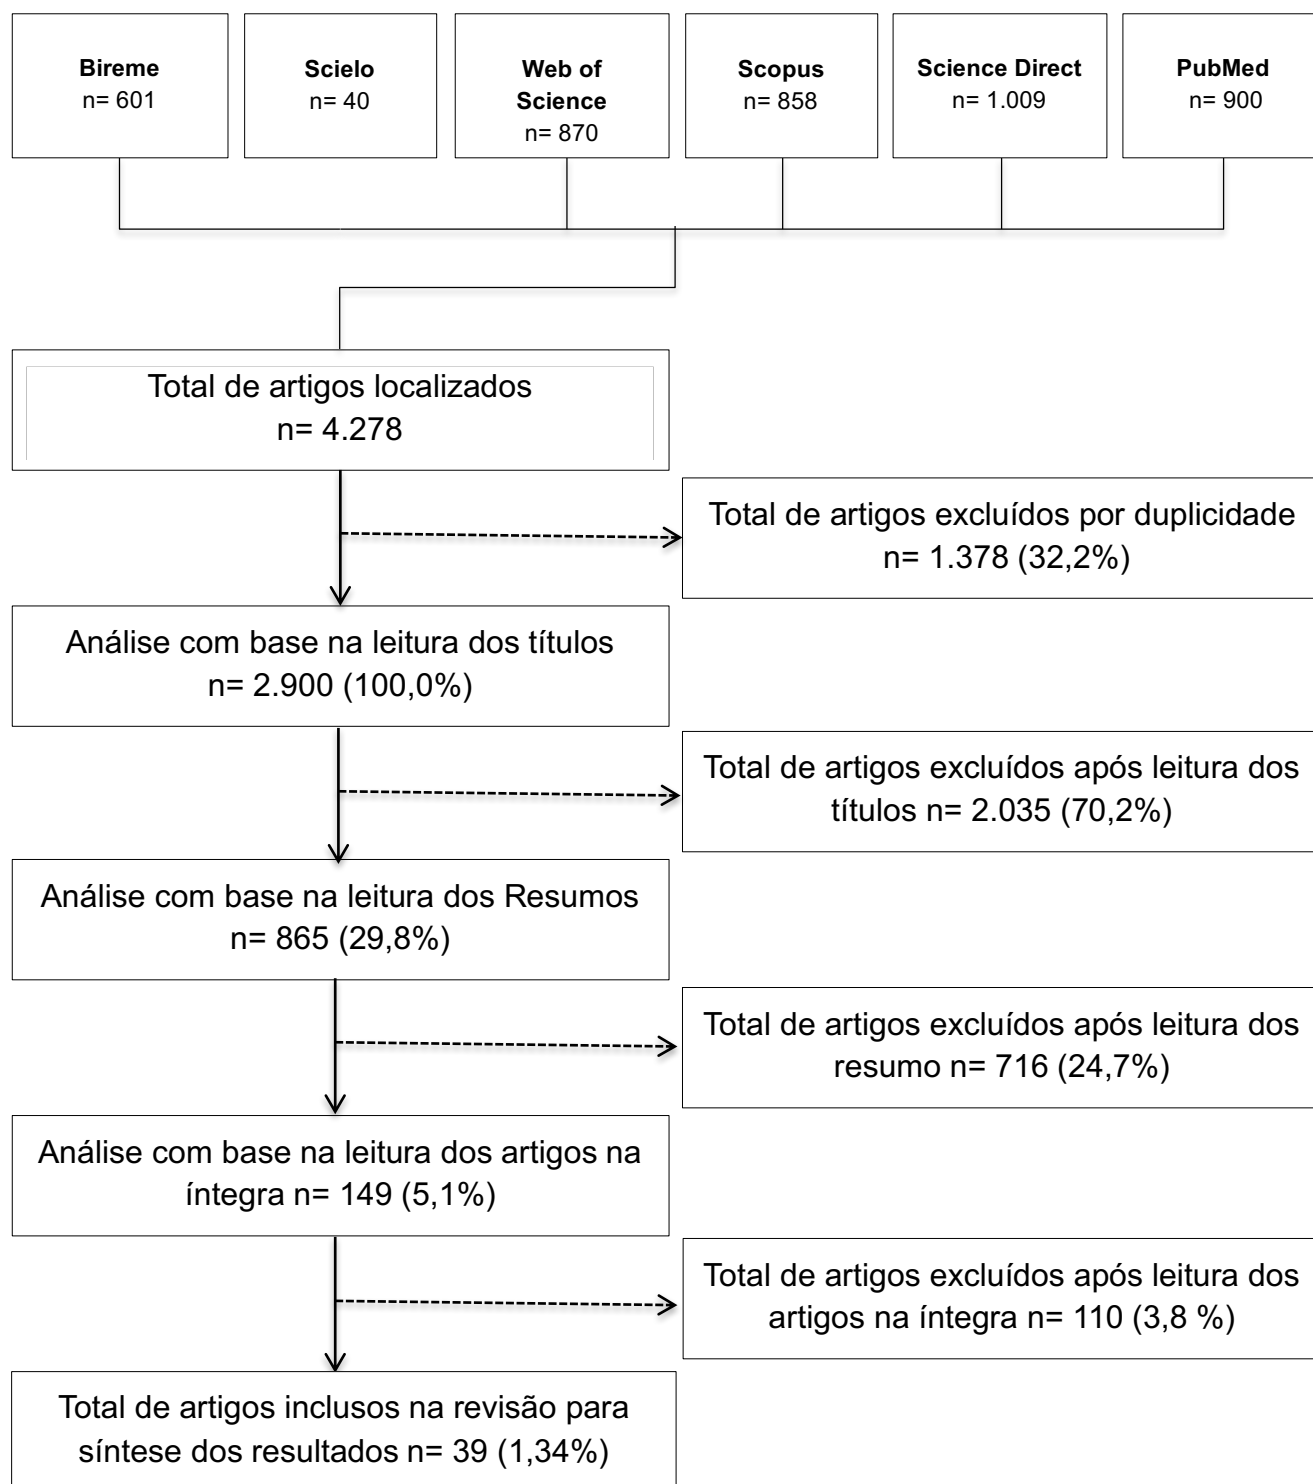 Bireme
n= 601
Scielo
n= 40
Web of
Science
n= 870
Scopus
n= 858
Science Direct
n= 1.009
PubMed
n= 900
Total de artigos localizados
n= 4.278
Total de artigos excluídos por duplicidade
n= 1.378 (32,2%)
Análise com base na leitura dos títulos
n= 2.900 (100,0%)
Total de artigos excluídos após leitura dos
títulos n= 2.035 (70,2%)
Análise com base na leitura dos Resumos
n= 865 (29,8%)
Total de artigos excluídos após leitura dos
resumo n= 716 (24,7%)
Análise com base na leitura dos artigos na
íntegra n= 149 (5,1%)
Total de artigos excluídos após leitura dos
artigos na íntegra n= 110 (3,8 %)
Total de artigos inclusos na revisão para
síntese dos resultados n= 39 (1,34%)